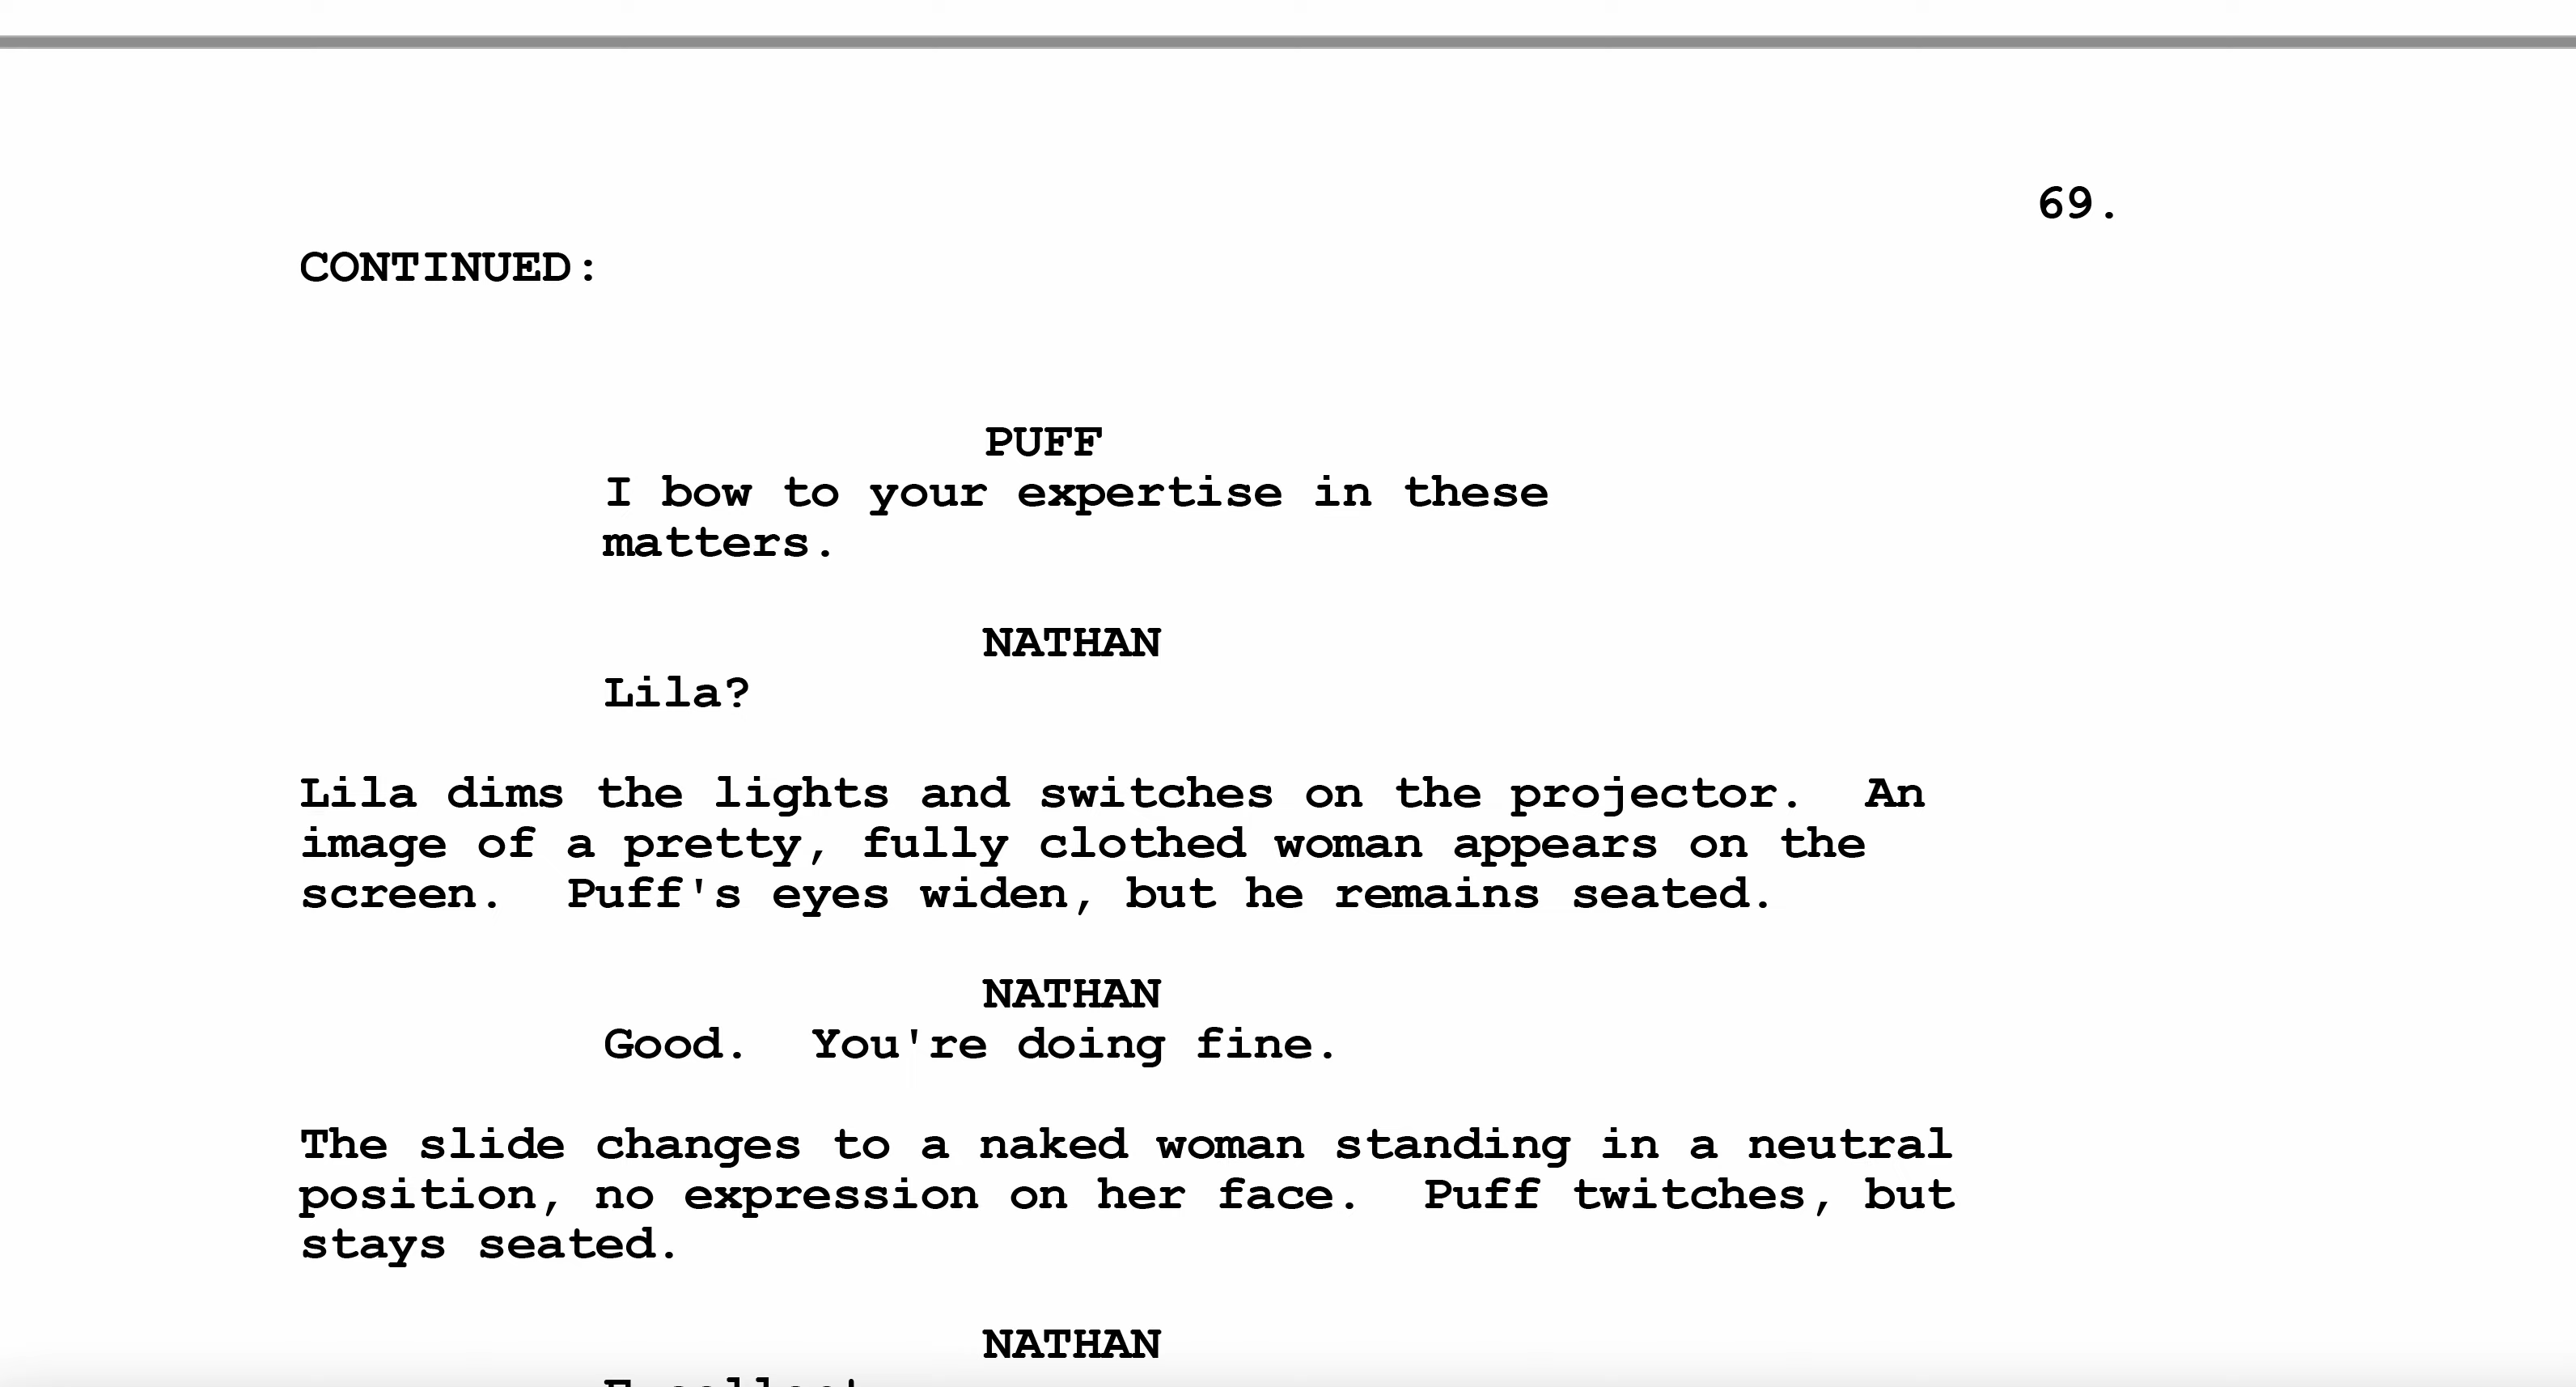 69.
CONTINUED:
PUFF
I bow to your expertise in these
matters.
NATHAN
Lila?
Lila dims the lights and switches on the projector.  An
image of a pretty, fully clothed woman appears on the
screen.  Puff's eyes widen, but he remains seated.
NATHAN
Good.  You're doing fine.
The slide changes to a naked woman standing in a neutral
position, no expression on her face.  Puff twitches, but
stays seated.
NATHAN